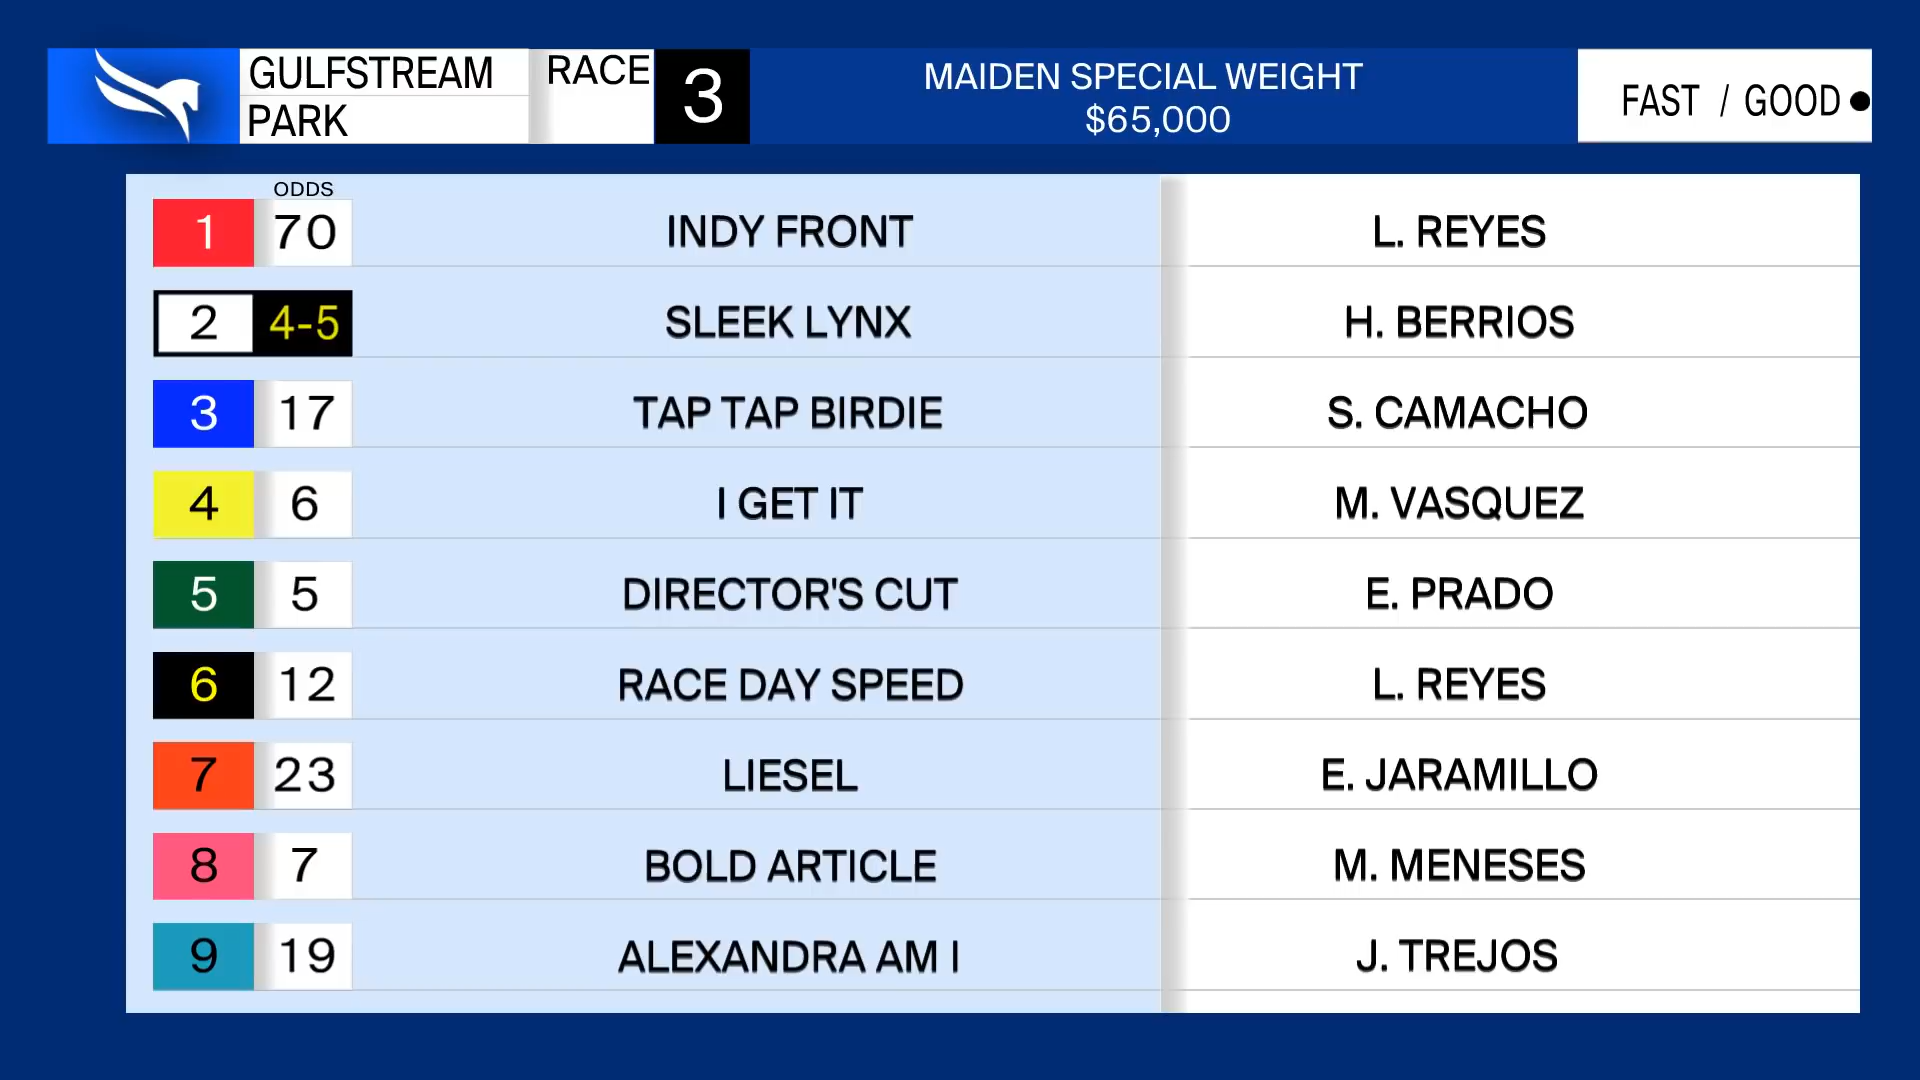 GULFSTREAM
PARK
RACE
3
MAIDEN SPECIAL WEIGHT
$65,000
FAST / GOOD
ODDS
1 70 INDY FRONT L. REYES
2 4-5 SLEEK LYNX H. BERRIOS
3 17 TAP TAP BIRDIE S. CAMACHO
4 6 I GET IT M. VASQUEZ
5 5 DIRECTOR'S CUT E. PRADO
6 12 RACE DAY SPEED L. REYES
7 23 LIESEL E. JARAMILLO
8 7 BOLD ARTICLE M. MENESES
9 19 ALEXANDRA AM I J. TREJOS